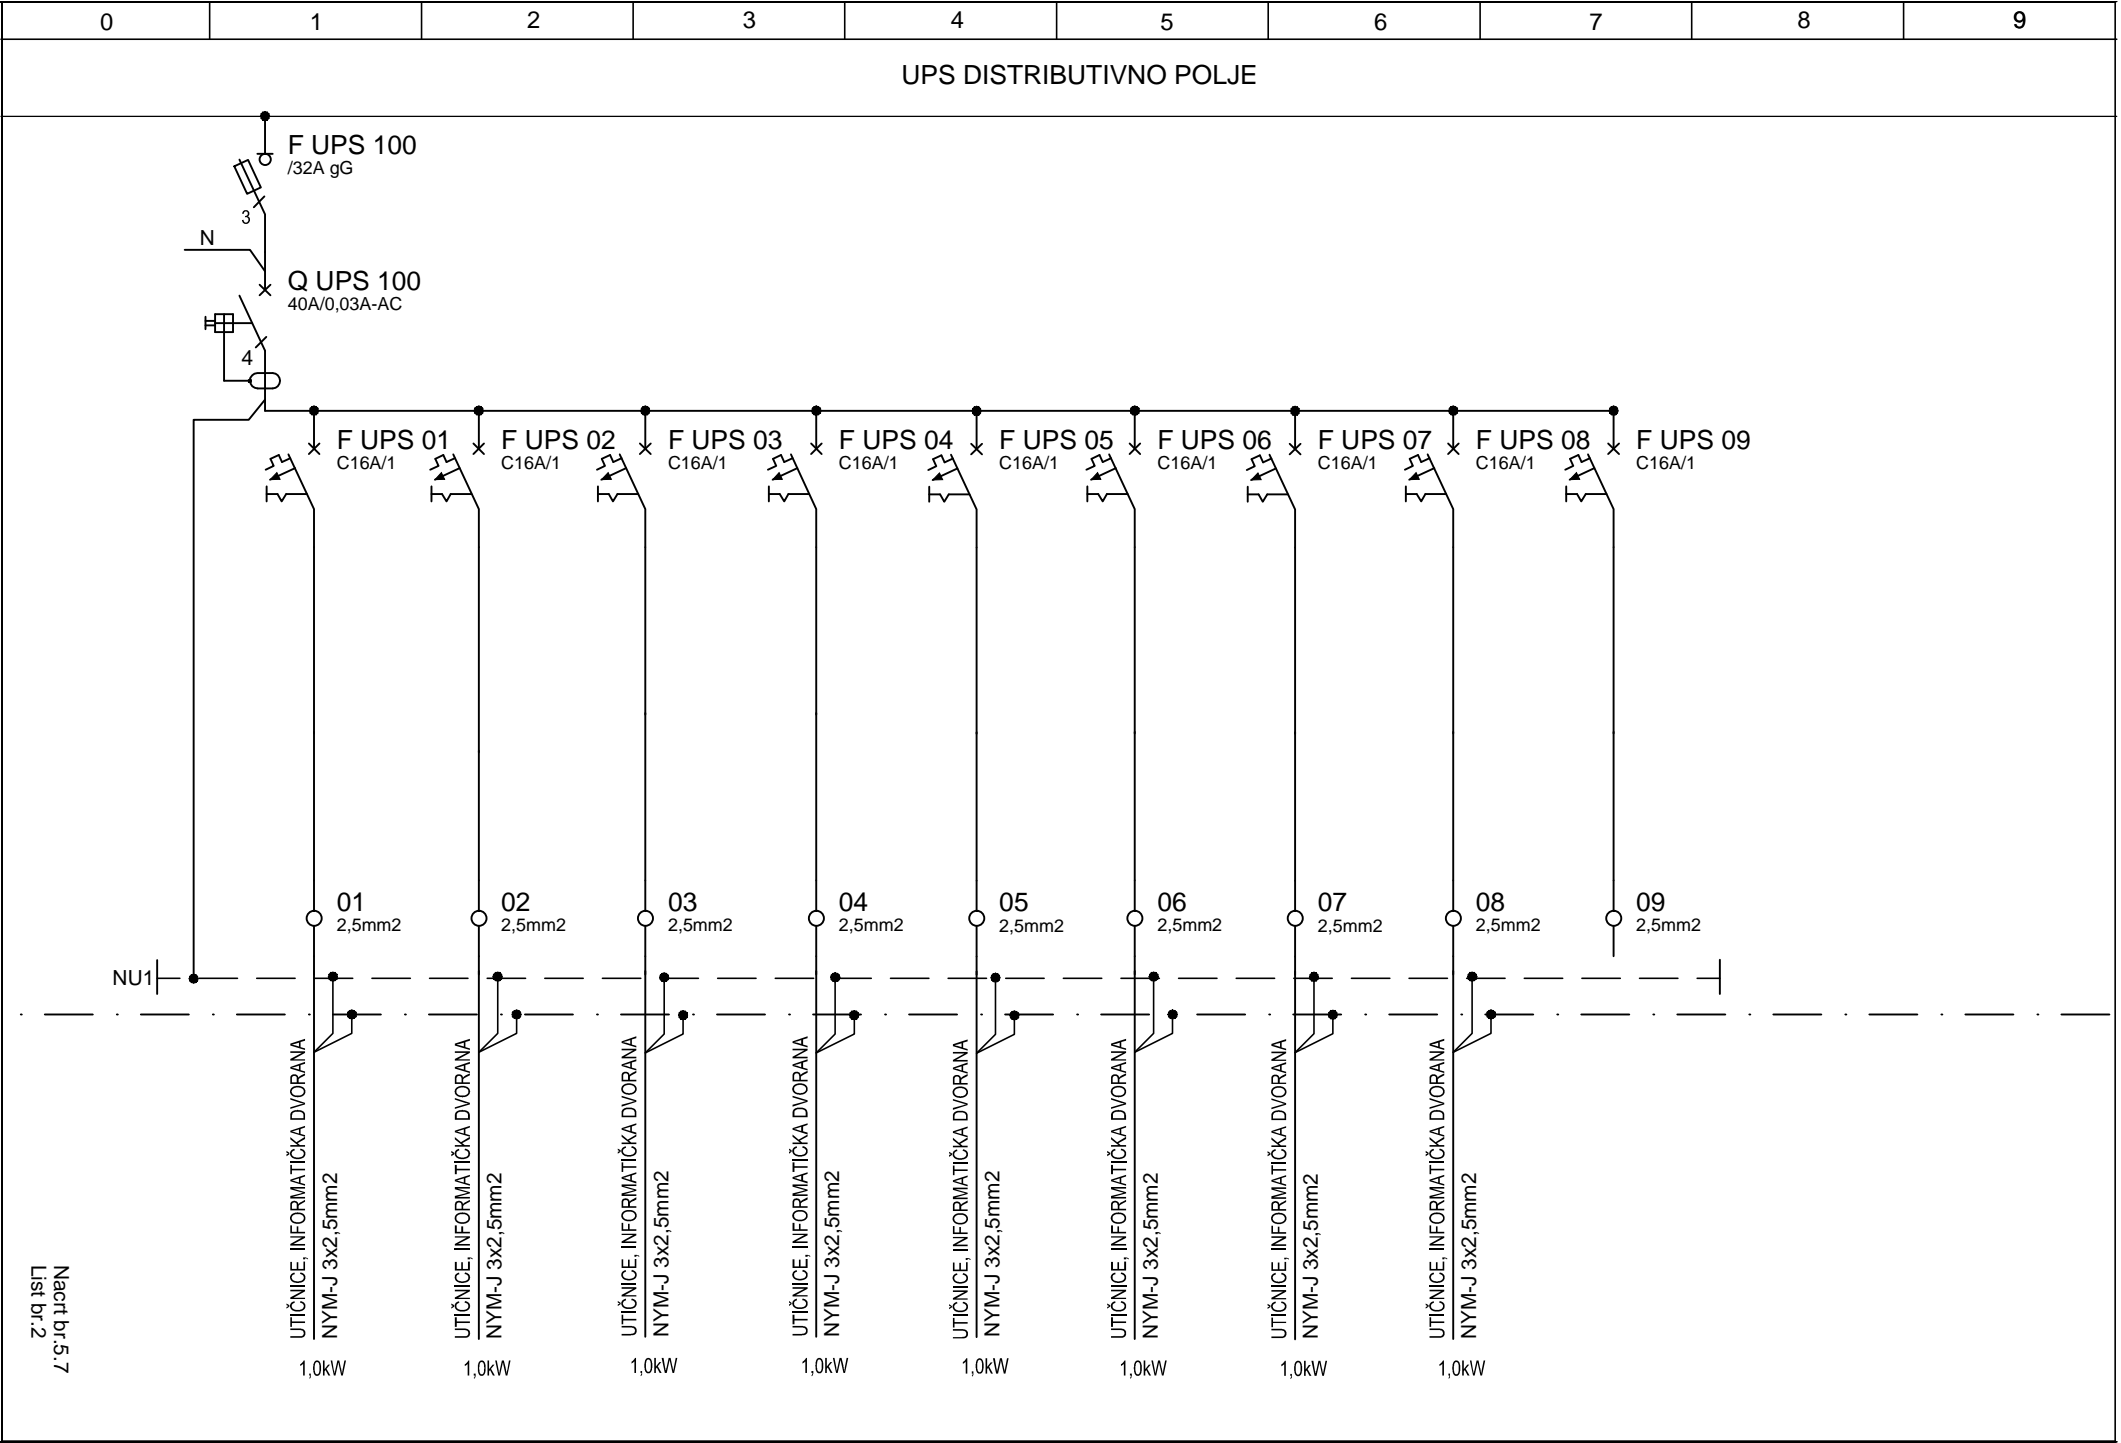 0 1 2 3 4 5 6 7 8 9
UPS DISTRIBUTIVNO POLJE
F UPS 100
/32A gG
3
N
Q UPS 100
40A/0,03A-AC
4
F UPS 01 F UPS 02 F UPS 03 F UPS 04 F UPS 05 F UPS 06 F UPS 07 F UPS 08 F UPS 09
C16A/1 C16A/1 C16A/1 C16A/1 C16A/1 C16A/1 C16A/1 C16A/1 C16A/1
01 02 03 04 05 06 07 08 09
2,5mm2 2,5mm2 2,5mm2 2,5mm2 2,5mm2 2,5mm2 2,5mm2 2,5mm2 2,5mm2
NU1
UTIČNICE, INFORMATIČKA DVORANA
NYM-J 3x2,5mm2
UTIČNICE, INFORMATIČKA DVORANA
NYM-J 3x2,5mm2
UTIČNICE, INFORMATIČKA DVORANA
NYM-J 3x2,5mm2
UTIČNICE, INFORMATIČKA DVORANA
NYM-J 3x2,5mm2
UTIČNICE, INFORMATIČKA DVORANA
NYM-J 3x2,5mm2
UTIČNICE, INFORMATIČKA DVORANA
NYM-J 3x2,5mm2
UTIČNICE, INFORMATIČKA DVORANA
NYM-J 3x2,5mm2
UTIČNICE, INFORMATIČKA DVORANA
NYM-J 3x2,5mm2
1,0kW 1,0kW 1,0kW 1,0kW 1,0kW 1,0kW 1,0kW 1,0kW
Nacrt br.5.7
List br.2